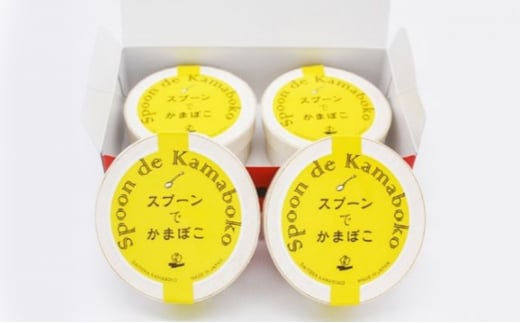 Spoon de Kamaboko
スプーン
で
かまぼこ
Spoon de Kamaboko
スプーン
で
かまぼこ
Spoon de Kamaboko
スプーン
で
かまぼこ
MADE IN JAPAN
Spoon de Kamaboko
スプーン
で
かまぼこ
MADE IN JAPAN